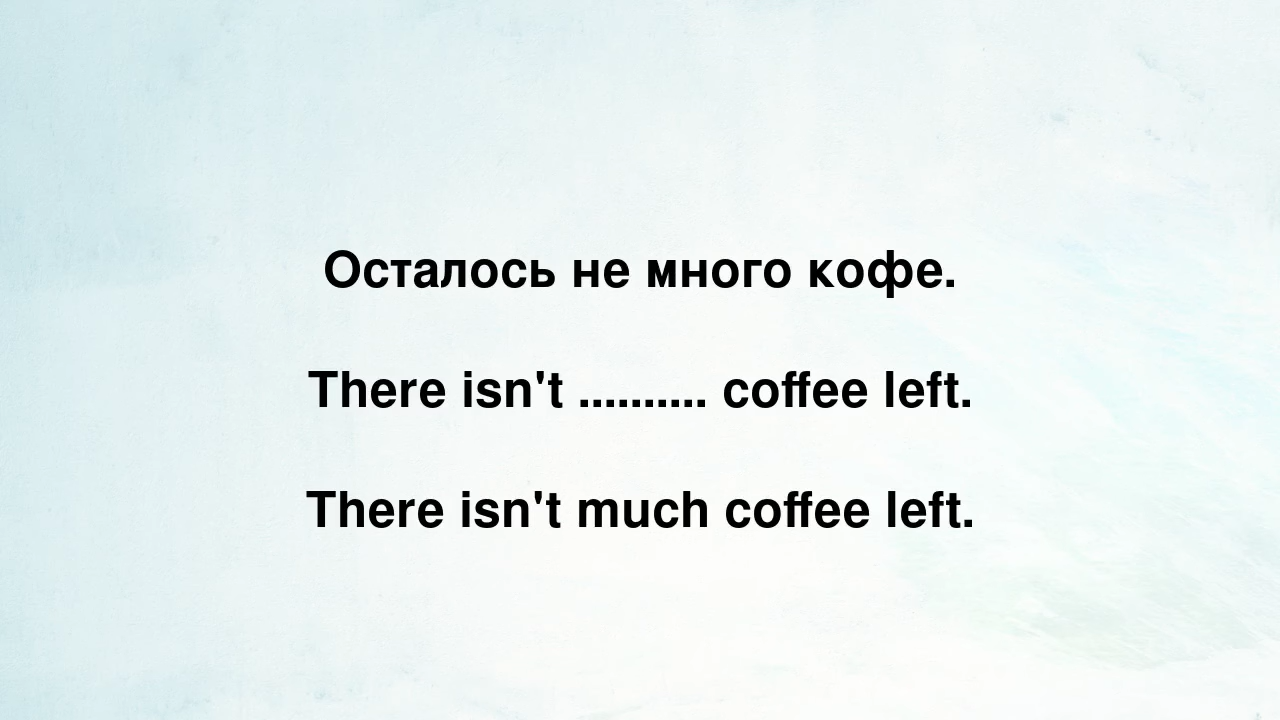 Осталось не много кофе.
There isn't .......... coffee left.
There isn't much coffee left.